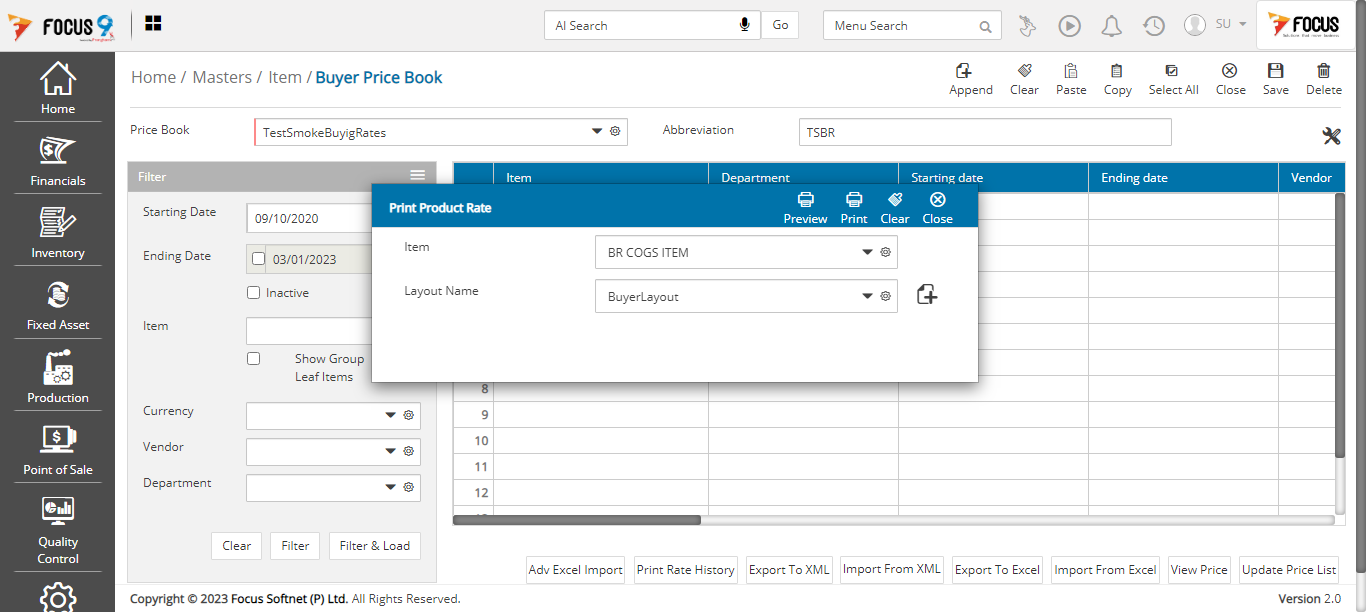 FOCUS 9
AI Search
Go
Menu Search
SU
FOCUS
Home
Financials
Inventory
Fixed Asset
Production
Point of Sale
Quality
Control
Home / Masters / Item / Buyer Price Book
Append
Clear
Paste
Copy
Select All
Close
Save
Delete
Price Book
TestSmokeBuyigRates
Abbreviation
TSBR
Filter
Starting Date
09/10/2020
Ending Date
03/01/2023
Inactive
Item
Show Group
Leaf Items
Currency
Vendor
Department
Clear
Filter
Filter & Load
Item
Department
Starting date
Ending date
Vendor
Print Product Rate
Preview
Print
Clear
Close
Item
BR COGS ITEM
Layout Name
BuyerLayout
8
9
10
11
12
Adv Excel Import
Print Rate History
Export To XML
Import From XML
Export To Excel
Import From Excel
View Price
Update Price List
Copyright © 2023 Focus Softnet (P) Ltd. All Rights Reserved.
Version 2.0